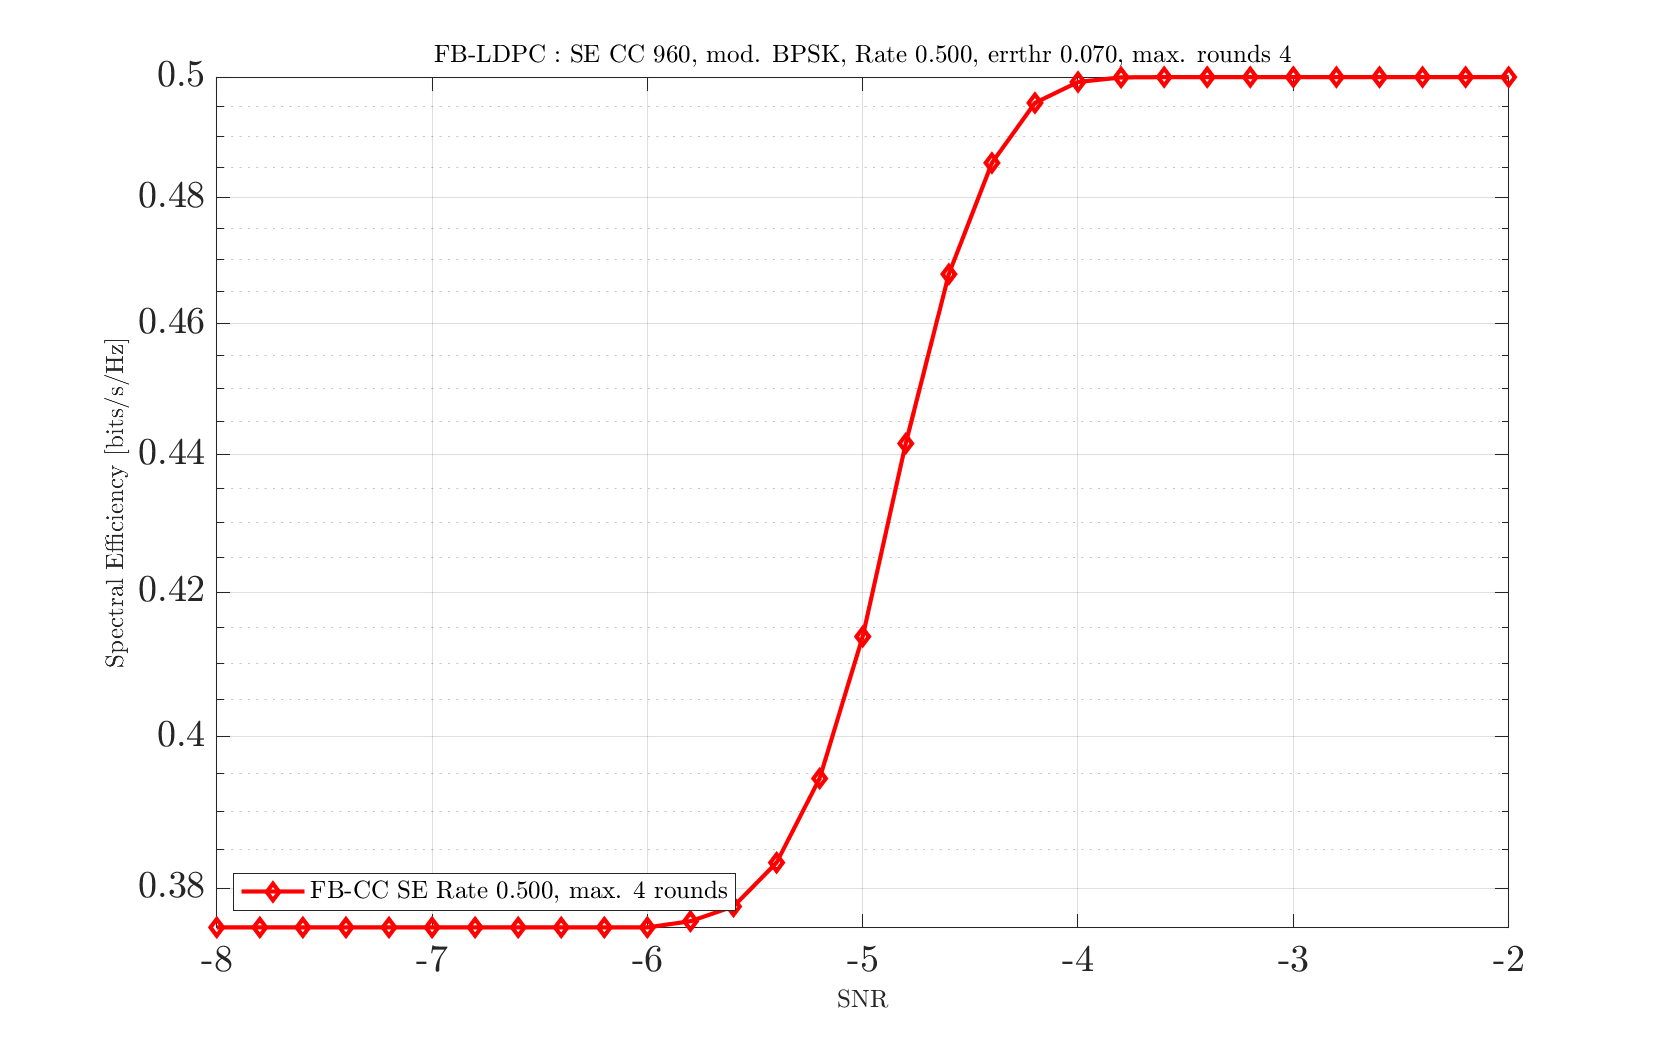 FB-LDPC : SE CC 960, mod. BPSK, Rate 0.500, errthr 0.070, max. rounds 4
0.5
0.48
0.46
0.44
0.42
0.4
0.38
Spectral Efficiency [bits/s/Hz]
FB-CC SE Rate 0.500, max. 4 rounds
-8 -7 -6 -5 -4 -3 -2
SNR